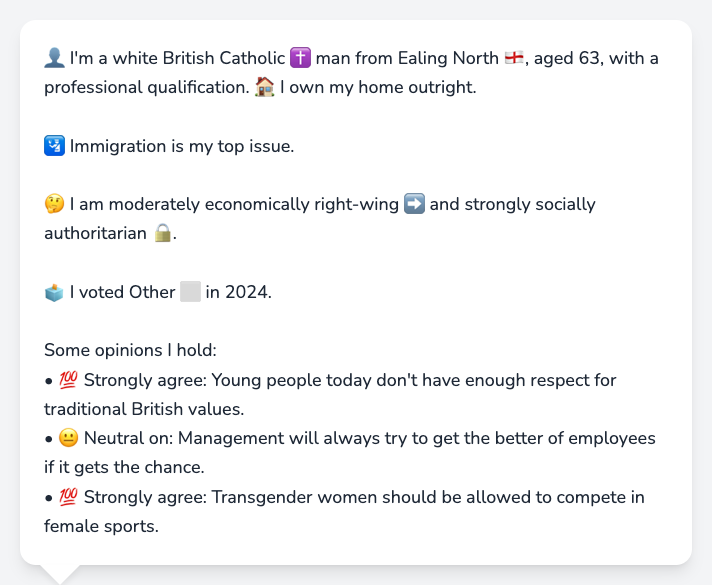 👤 I'm a white British Catholic ✝️ man from Ealing North 🏴󠁧󠁢󠁥󠁮󠁧󠁿, aged 63, with a
professional qualification. 🏠 I own my home outright.
🛂 Immigration is my top issue.
🤔 I am moderately economically right-wing ➡️ and strongly socially
authoritarian 🔒.
🗳️ I voted Other ⬜ in 2024.
Some opinions I hold:
• 💯 Strongly agree: Young people today don't have enough respect for
traditional British values.
• 😐 Neutral on: Management will always try to get the better of employees
if it gets the chance.
• 💯 Strongly agree: Transgender women should be allowed to compete in
female sports.